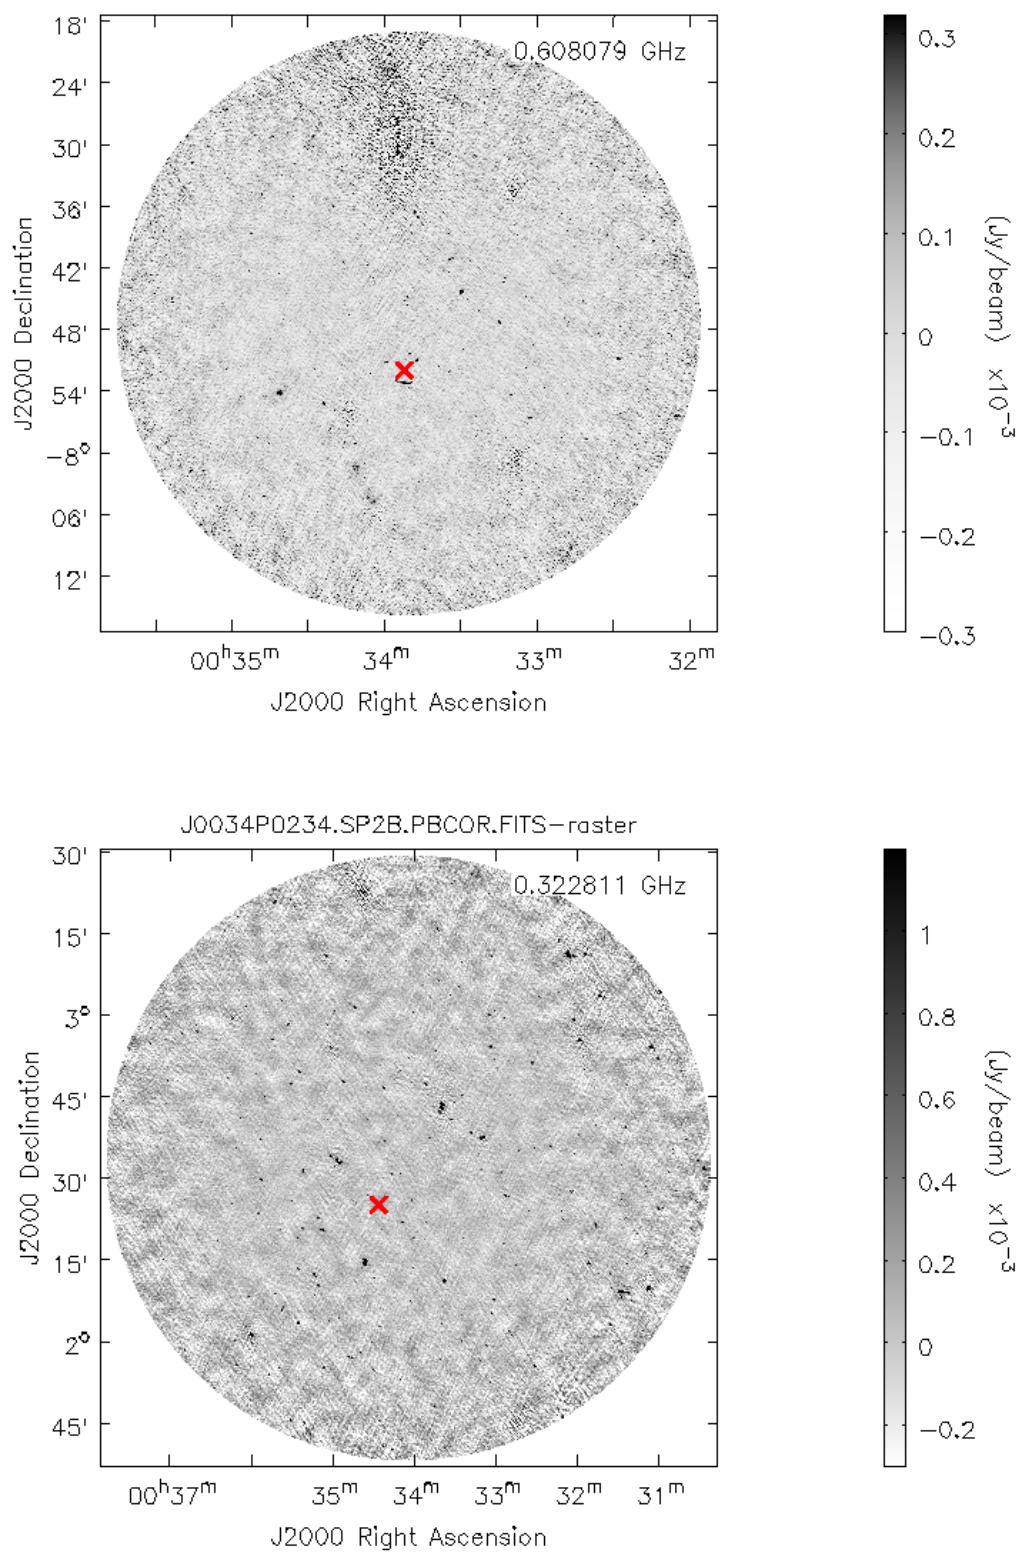 0.608079 GHz
18'
24'
30'
36'
42'
48'
54'
−8°
06'
12'
J2000 Declination
00ʰ35ᵐ 34ᵐ 33ᵐ 32ᵐ
J2000 Right Ascension
0.3
0.2
0.1
0
−0.1
−0.2
−0.3
(Jy/beam) x10⁻³
J0034P0234.SP2B.PBCOR.FITS−raster
0.322811 GHz
30'
15'
3°
45'
30'
15'
2°
45'
J2000 Declination
00ʰ37ᵐ 35ᵐ 34ᵐ 33ᵐ 32ᵐ 31ᵐ
J2000 Right Ascension
1
0.8
0.6
0.4
0.2
0
−0.2
(Jy/beam) x10⁻³